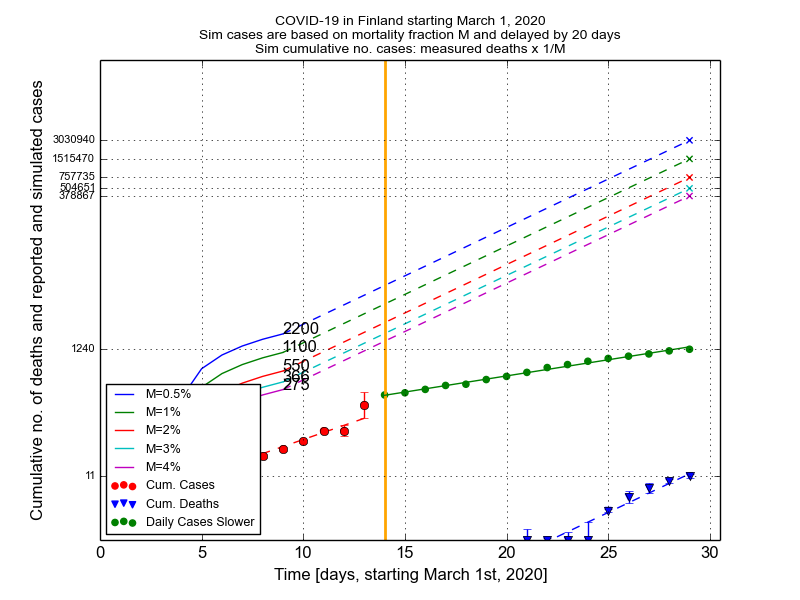 COVID-19 in Finland starting March 1, 2020
Sim cases are based on mortality fraction M and delayed by 20 days
Sim cumulative no. cases: measured deaths x 1/M
Cumulative no. of deaths and reported and simulated cases
3030940
1515470
757735
504651
378867
1240
11
2200
1100
550
366
275
M=0.5%
M=1%
M=2%
M=3%
M=4%
Cum. Cases
Cum. Deaths
Daily Cases Slower
0 5 10 15 20 25 30
Time [days, starting March 1st, 2020]